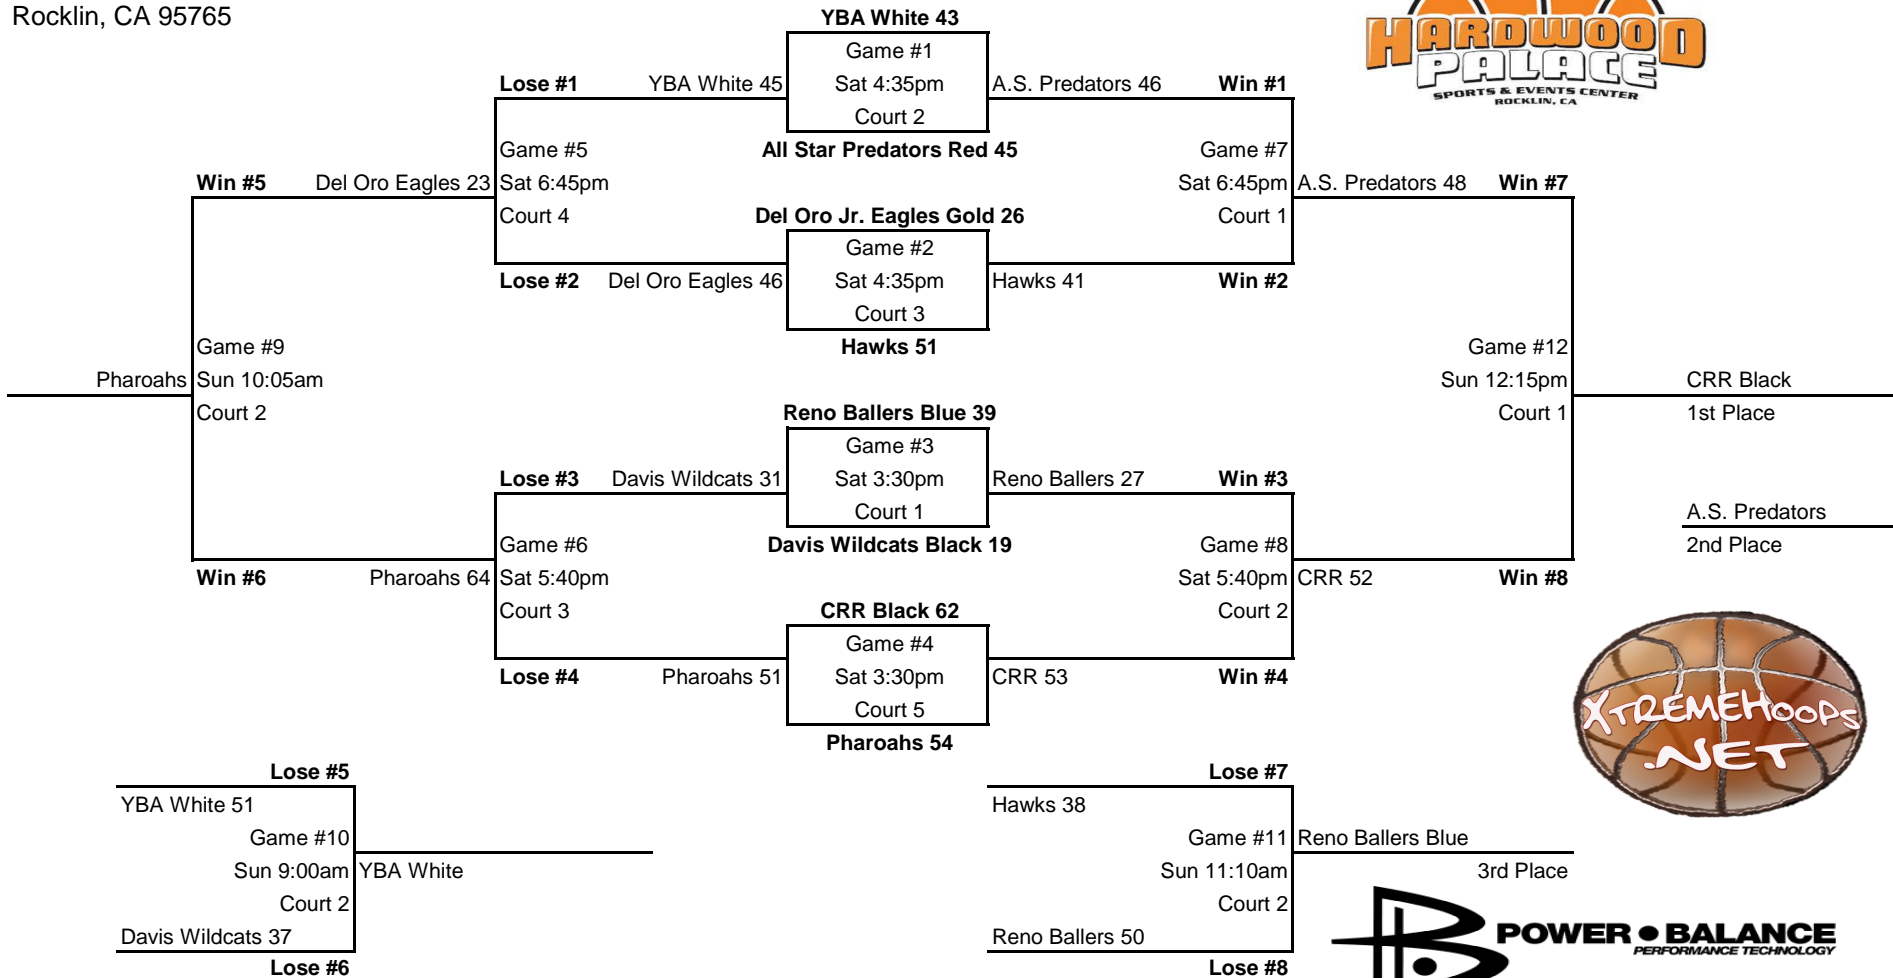 Rocklin, CA 95765
YBA White 43
HARDWOOD
PALACE
SPORTS & EVENTS CENTER
ROCKLIN, CA
Game #1
Lose #1 YBA White 45 Sat 4:35pm A.S. Predators 46 Win #1
Court 2
Game #5 All Star Predators Red 45 Game #7
Win #5 Del Oro Eagles 23 Sat 6:45pm Sat 6:45pm A.S. Predators 48 Win #7
Court 4 Del Oro Jr. Eagles Gold 26 Court 1
Game #2
Lose #2 Del Oro Eagles 46 Sat 4:35pm Hawks 41 Win #2
Court 3
Game #9 Hawks 51 Game #12
Pharoahs Sun 10:05am Sun 12:15pm CRR Black
Court 2 Reno Ballers Blue 39 Court 1 1st Place
Game #3
Lose #3 Davis Wildcats 31 Sat 3:30pm Reno Ballers 27 Win #3
Court 1 A.S. Predators
Game #6 Davis Wildcats Black 19 Game #8 2nd Place
Win #6 Pharoahs 64 Sat 5:40pm Sat 5:40pm CRR 52 Win #8
Court 3 CRR Black 62 Court 2
Game #4
Lose #4 Pharoahs 51 Sat 3:30pm CRR 53 Win #4
Court 5
Pharoahs 54
XTREMEHOOPS
.NET
Lose #5 Lose #7
YBA White 51 Hawks 38
Game #10 Game #11 Reno Ballers Blue
Sun 9:00am YBA White Sun 11:10am 3rd Place
Court 2 Court 2
Davis Wildcats 37 Reno Ballers 50
Lose #6 Lose #8
POWER ● BALANCE
PERFORMANCE TECHNOLOGY